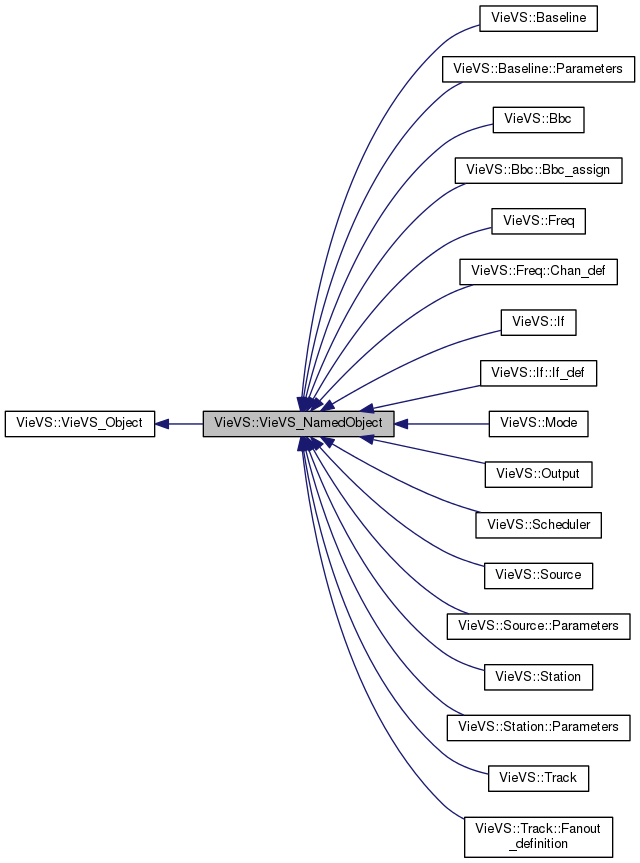 VieVS::Baseline
VieVS::Baseline::Parameters
VieVS::Bbc
VieVS::Bbc::Bbc_assign
VieVS::Freq
VieVS::Freq::Chan_def
VieVS::If
VieVS::If::If_def
VieVS::VieVS_Object
VieVS::VieVS_NamedObject
VieVS::Mode
VieVS::Output
VieVS::Scheduler
VieVS::Source
VieVS::Source::Parameters
VieVS::Station
VieVS::Station::Parameters
VieVS::Track
VieVS::Track::Fanout
_definition